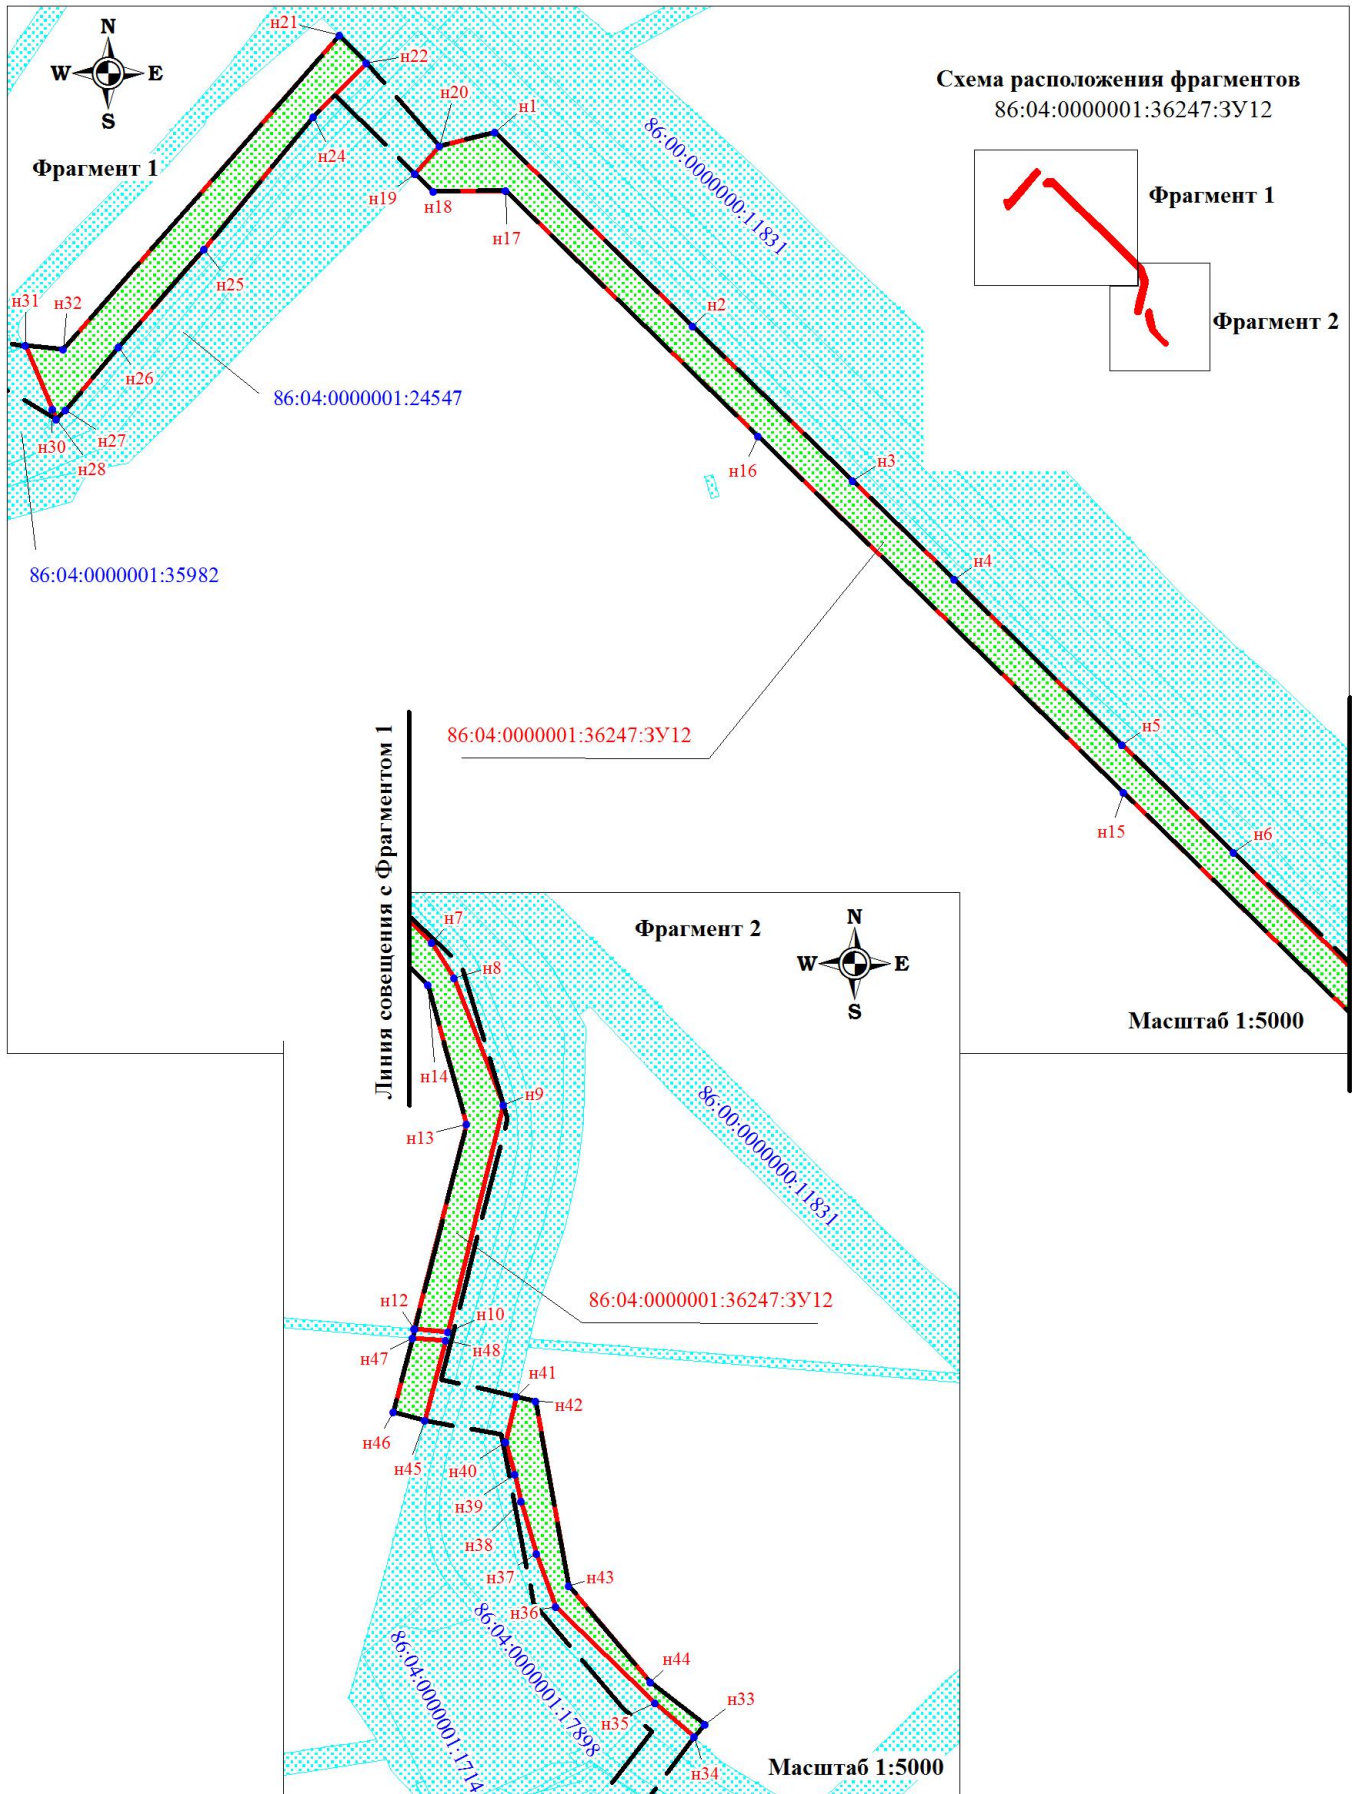 N
W
E
S
Фрагмент 1
н21
н22
н20
н1
н24
н19
н18
н17
н25
н31
н32
н26
н30
н27
н28
86:04:0000001:24547
86:04:0000001:35982
86:00:0000000:11831
н2
н16
н3
н4
н5
н15
н6
Схема расположения фрагментов
86:04:0000001:36247:ЗУ12
Фрагмент 1
Фрагмент 2
86:04:0000001:36247:ЗУ12
Масштаб 1:5000
Линия совещения с Фрагментом 1
Фрагмент 2
N
W
E
S
н7
н8
н14
н9
н13
86:00:0000000:11831
86:04:0000001:36247:ЗУ12
н12
н10
н47
н48
н41
н42
н46
н45
н40
н39
н38
н37
н43
н36
н44
н35
н33
н34
86:04:0000001:17898
86:04:0000001:1714
Масштаб 1:5000